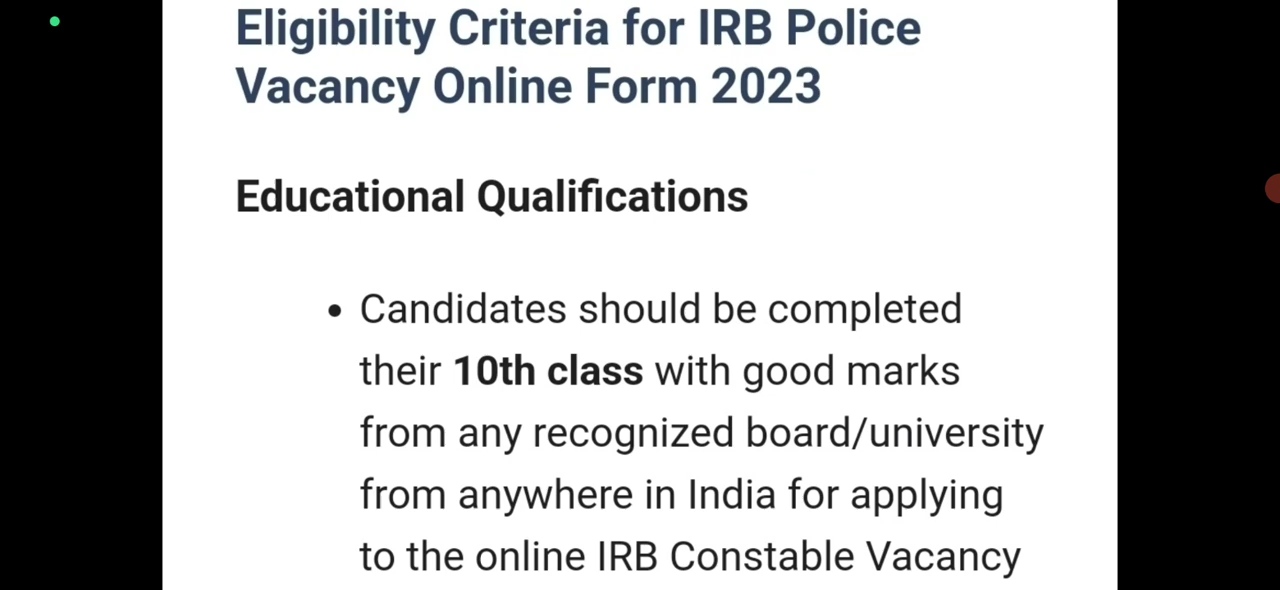 Eligibility Criteria for IRB Police
Vacancy Online Form 2023
Educational Qualifications
• Candidates should be completed
their 10th class with good marks
from any recognized board/university
from anywhere in India for applying
to the online IRB Constable Vacancy